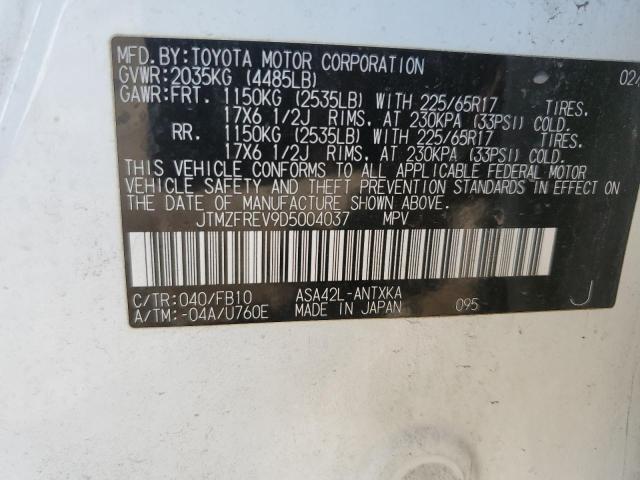 MFD.BY:TOYOTA MOTOR CORPORATION 02
GVWR:2035KG (4485LB)
GAWR:FRT. 1150KG (2535LB) WITH 225/65R17 TIRES.
17X6 1/2J RIMS. AT 230KPA (33PSI) COLD.
RR. 1150KG (2535LB) WITH 225/65R17 TIRES.
17X6 1/2J RIMS. AT 230KPA (33PSI) COLD.
THIS VEHICLE CONFORMS TO ALL APPLICABLE FEDERAL MOTOR
VEHICLE SAFETY AND THEFT PREVENTION STANDARDS IN EFFECT ON
THE DATE OF MANUFACTURE SHOWN ABOVE.
JTMZFREV9D5004037 MPV
C/TR:040/FB10 ASA42L-ANTXKA
A/TM:-04A/U760E MADE IN JAPAN 095 J